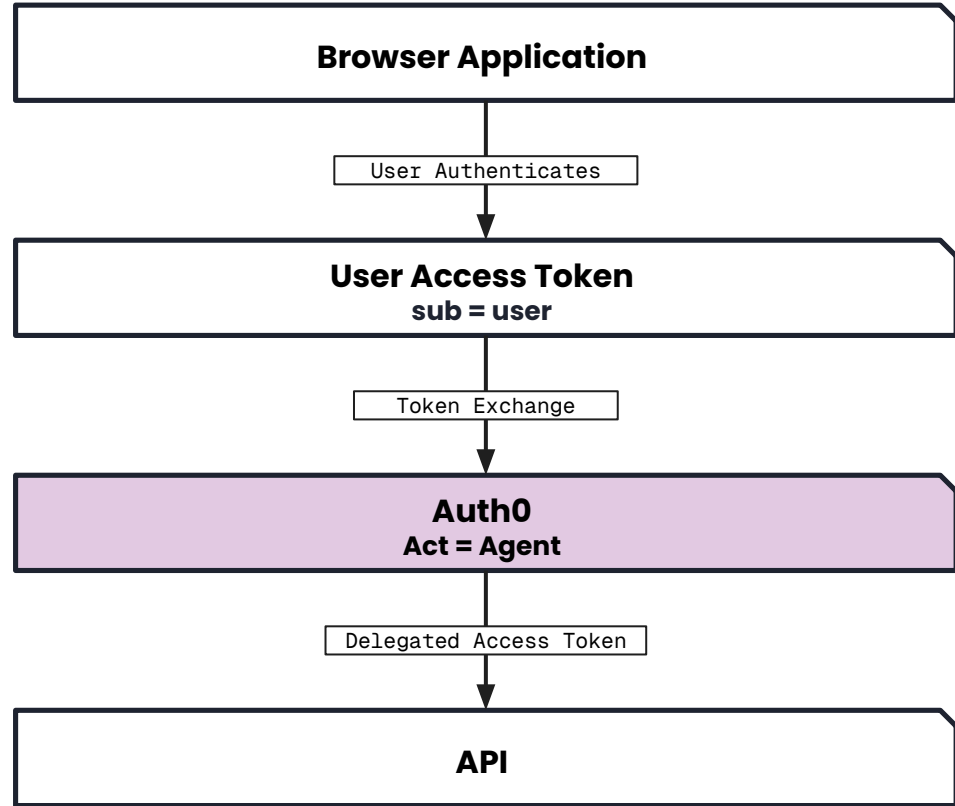 Browser Application
User Authenticates
User Access Token
sub = user
Token Exchange
Auth0
Act = Agent
Delegated Access Token
API